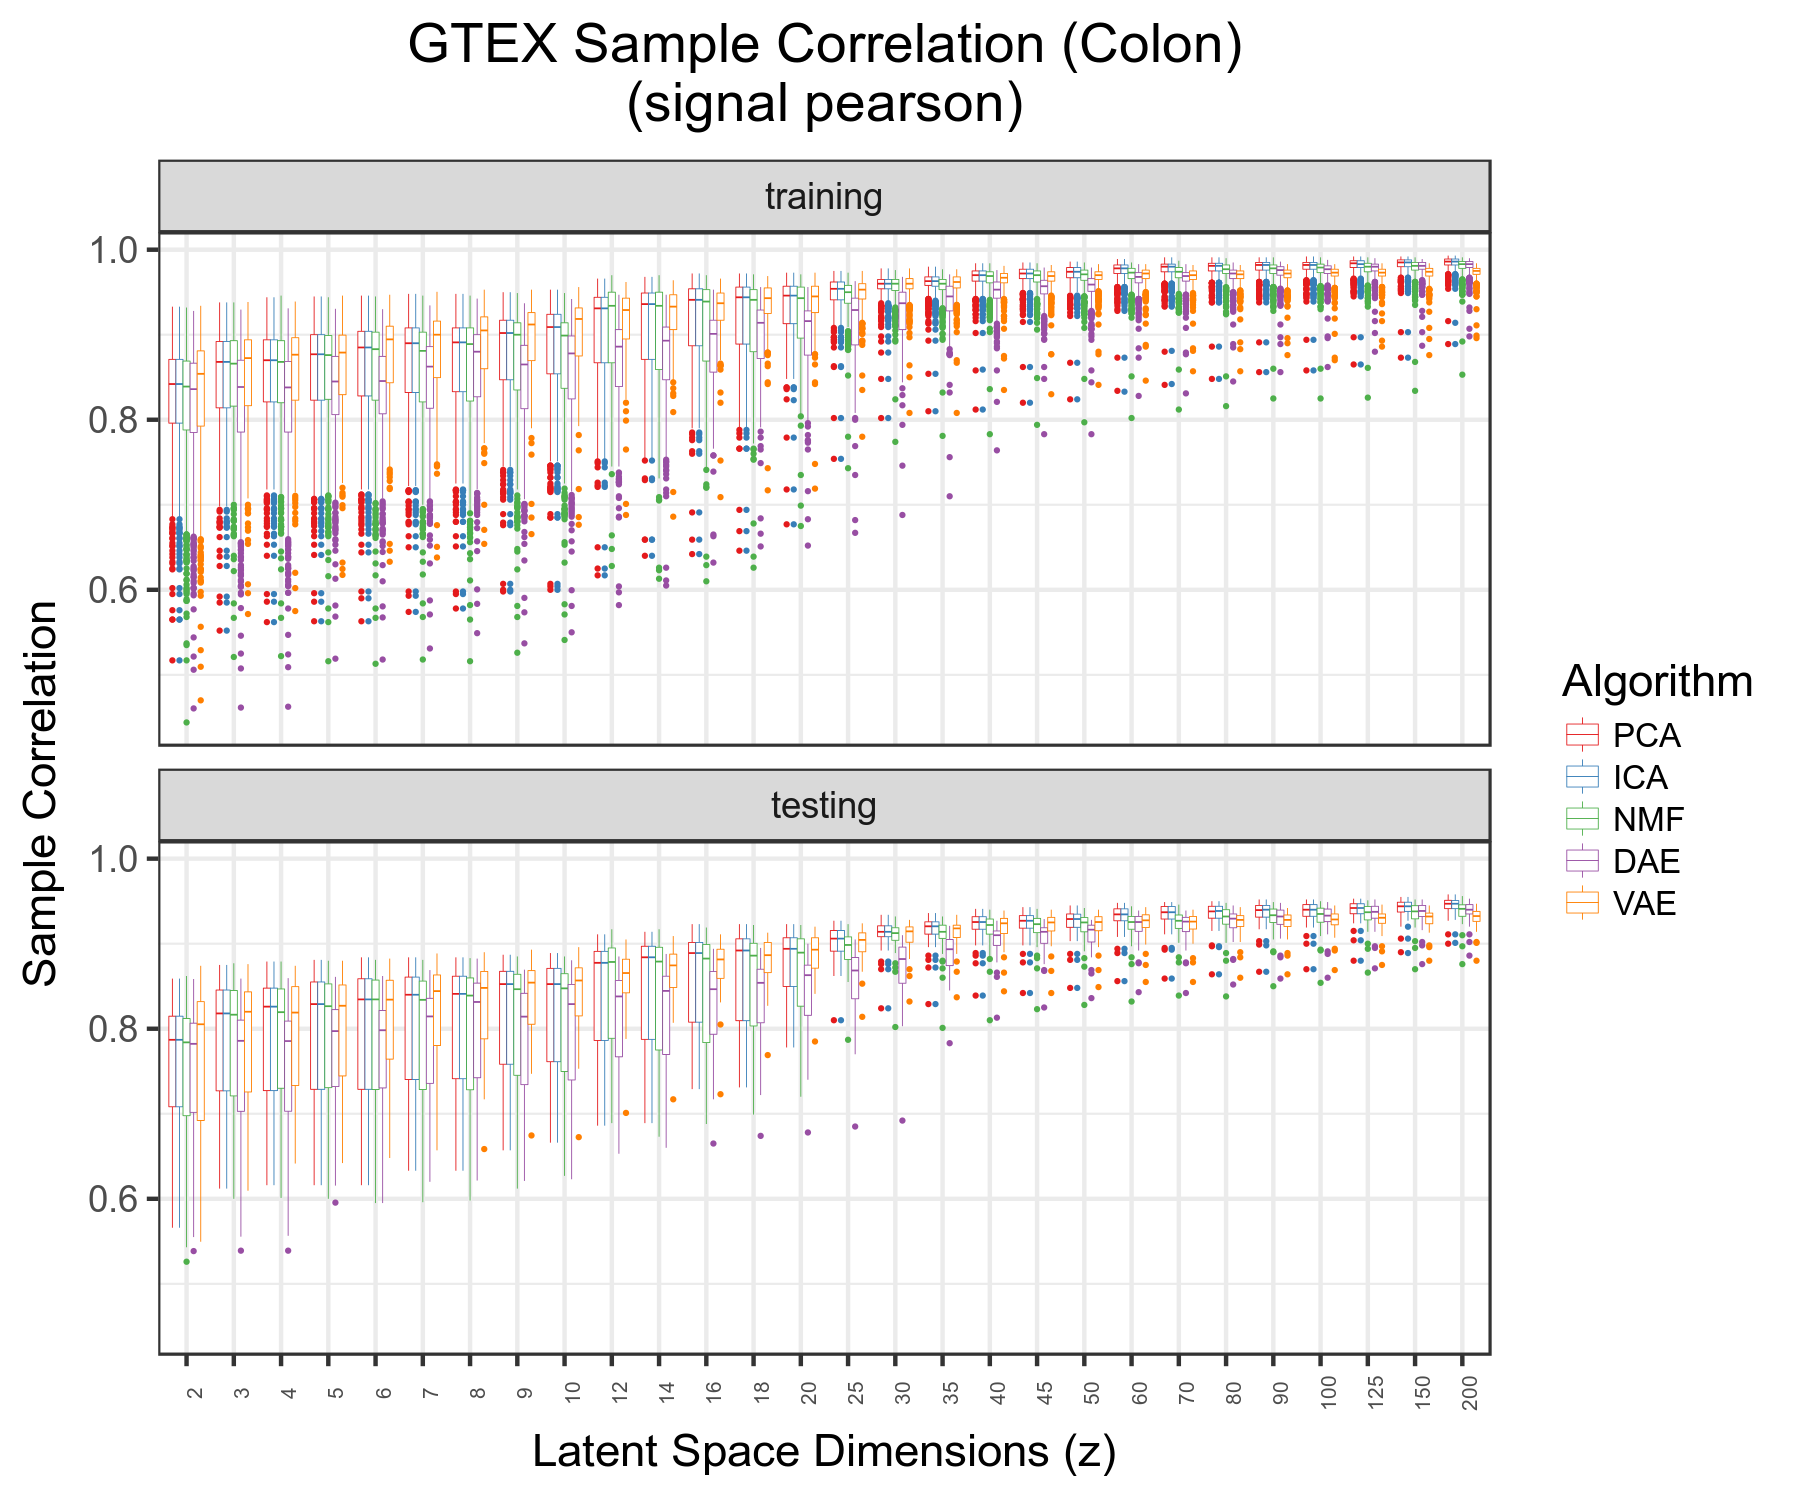 GTEX Sample Correlation (Colon)
(signal pearson)
training
1.0
0.8
0.6
testing
1.0
0.8
0.6
Sample Correlation
2 3 4 5 6 7 8 9 10 12 14 16 18 20 25 30 35 40 45 50 60 70 80 90 100 125 150 200
Latent Space Dimensions (z)
Algorithm
PCA
ICA
NMF
DAE
VAE